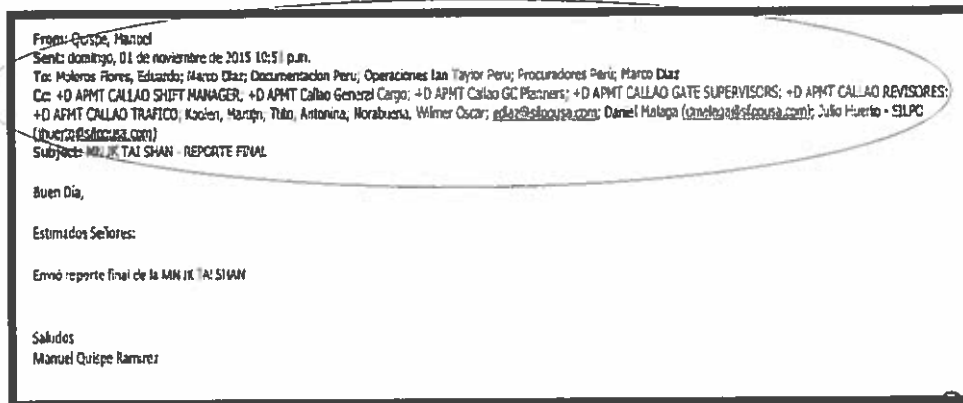 From: Quispe, Manuel
Sent: domingo, 01 de noviembre de 2015 10:51 p.m.
To: Moleros Flores, Eduardo; Marco Diaz; Documentacion Peru; Operaciones Ian Taylor Peru; Procuradores Perú; Marco Diaz
Cc: +D APMT CALLAO SHIFT MANAGER; +D APMT Callao General Cargo; +D APMT Callao GC Planners; +D APMT CALLAO GATE SUPERVISORS; +D APMT CALLAO REVISORES;
+D APMT CALLAO TRAFICO; Martijn; Tito, Antonina; Norabuena, Wilmer Oscar; Daniel Malaga Julio Huerto -
Subject: TAI SHAN - REPORTE FINAL
Buen Día,
Estimados Señores:
Envió reporte final de la MN JK TAI SHAN
Saludos
Manuel Quispe Ramirez